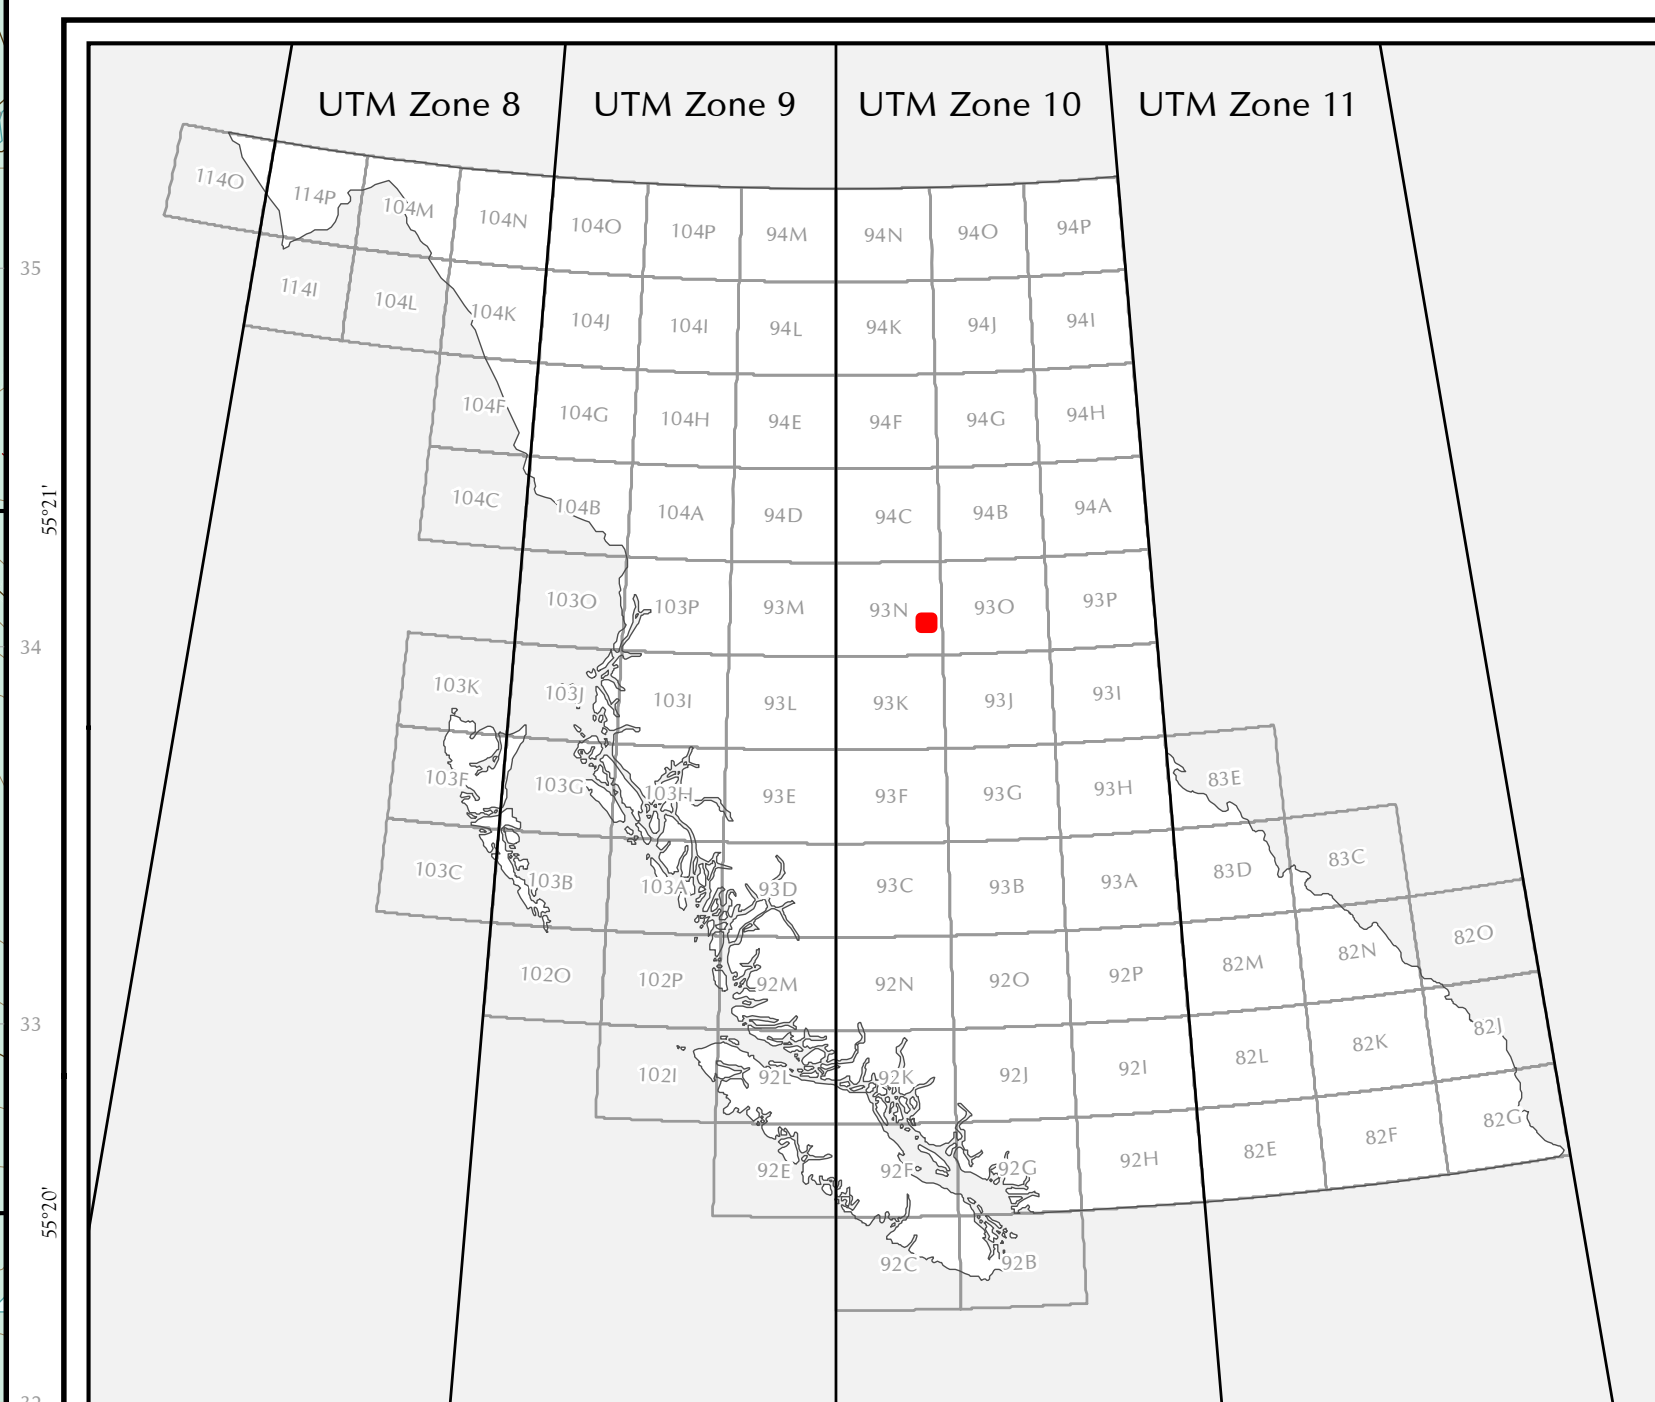 UTM Zone 8 UTM Zone 9 UTM Zone 10 UTM Zone 11
114O 114P 104M 104N 104O 104P 94M 94N 94O 94P
35
114I 104L 104K 104J 104I 94L 94K 94J 94I
104F 104G 104H 94E 94F 94G 94H
55°21'
104C 104B 104A 94D 94C 94B 94A
103O 103P 93M 93N 93O 93P
34
103K 103J 103I 93L 93K 93J 93I
103F 103G 103H 93E 93F 93G 93H 83E
103C 103B 103A 93D 93C 93B 93A 83D 83C
102O 102P 92M 92N 92O 92P 82M 82N 82O
33
102I 92L 92K 92J 92I 82L 82K 82J
55°20'
92E 92F 92G 92H 82E 82F 82G
92C 92B